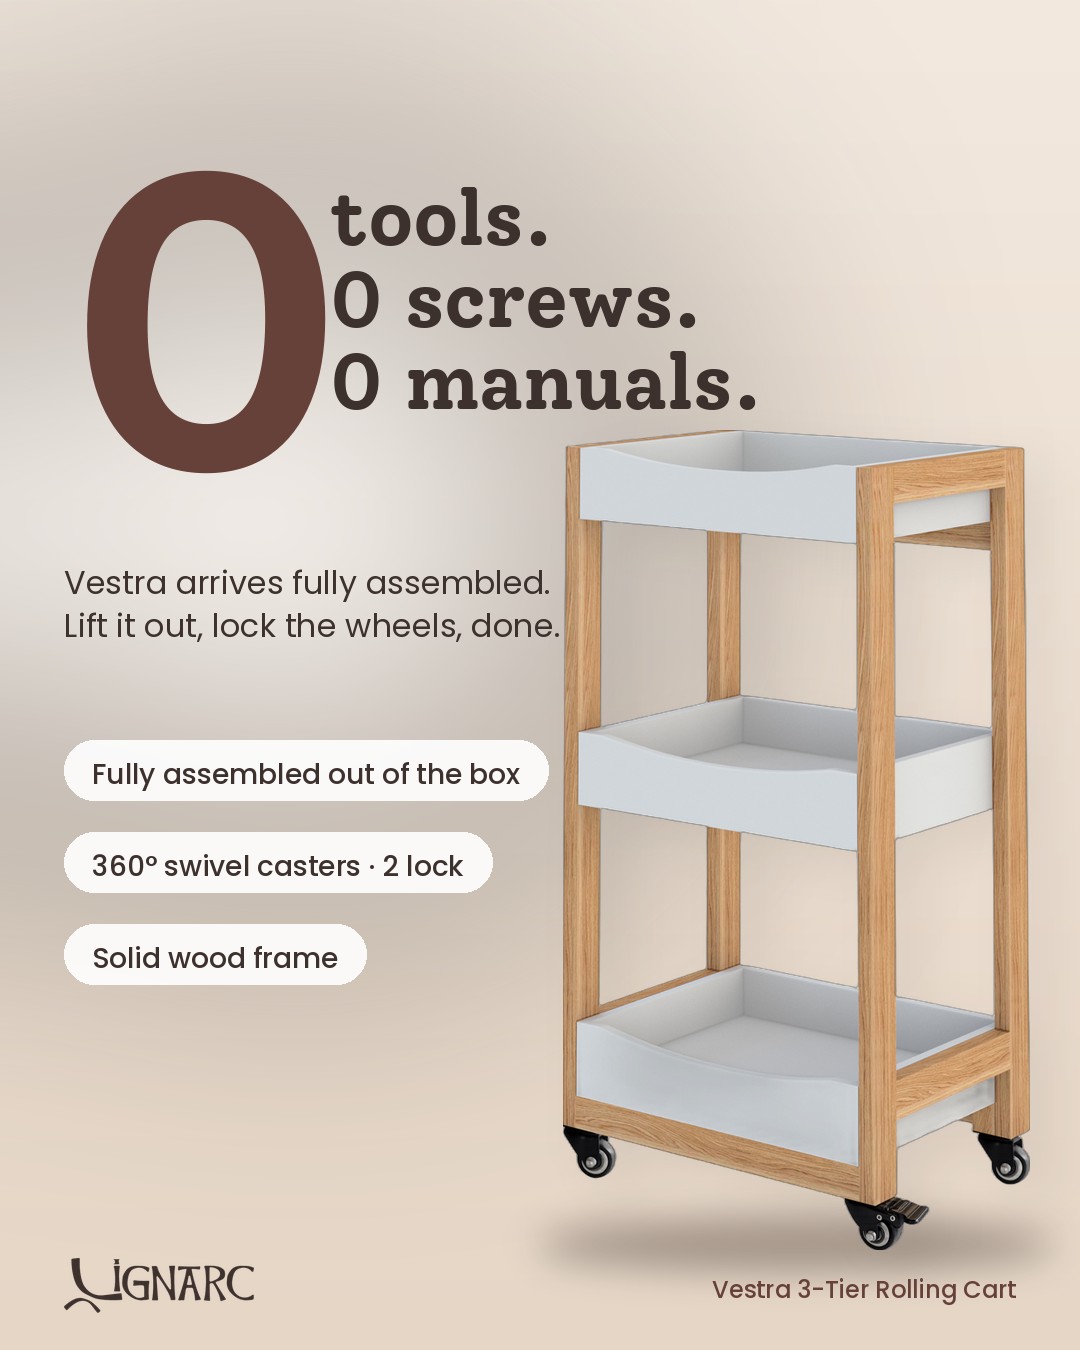 0 tools.
0 screws.
0 manuals.
Vestra arrives fully assembled.
Lift it out, lock the wheels, done.
Fully assembled out of the box
360° swivel casters · 2 lock
Solid wood frame
LIGNARC
Vestra 3-Tier Rolling Cart